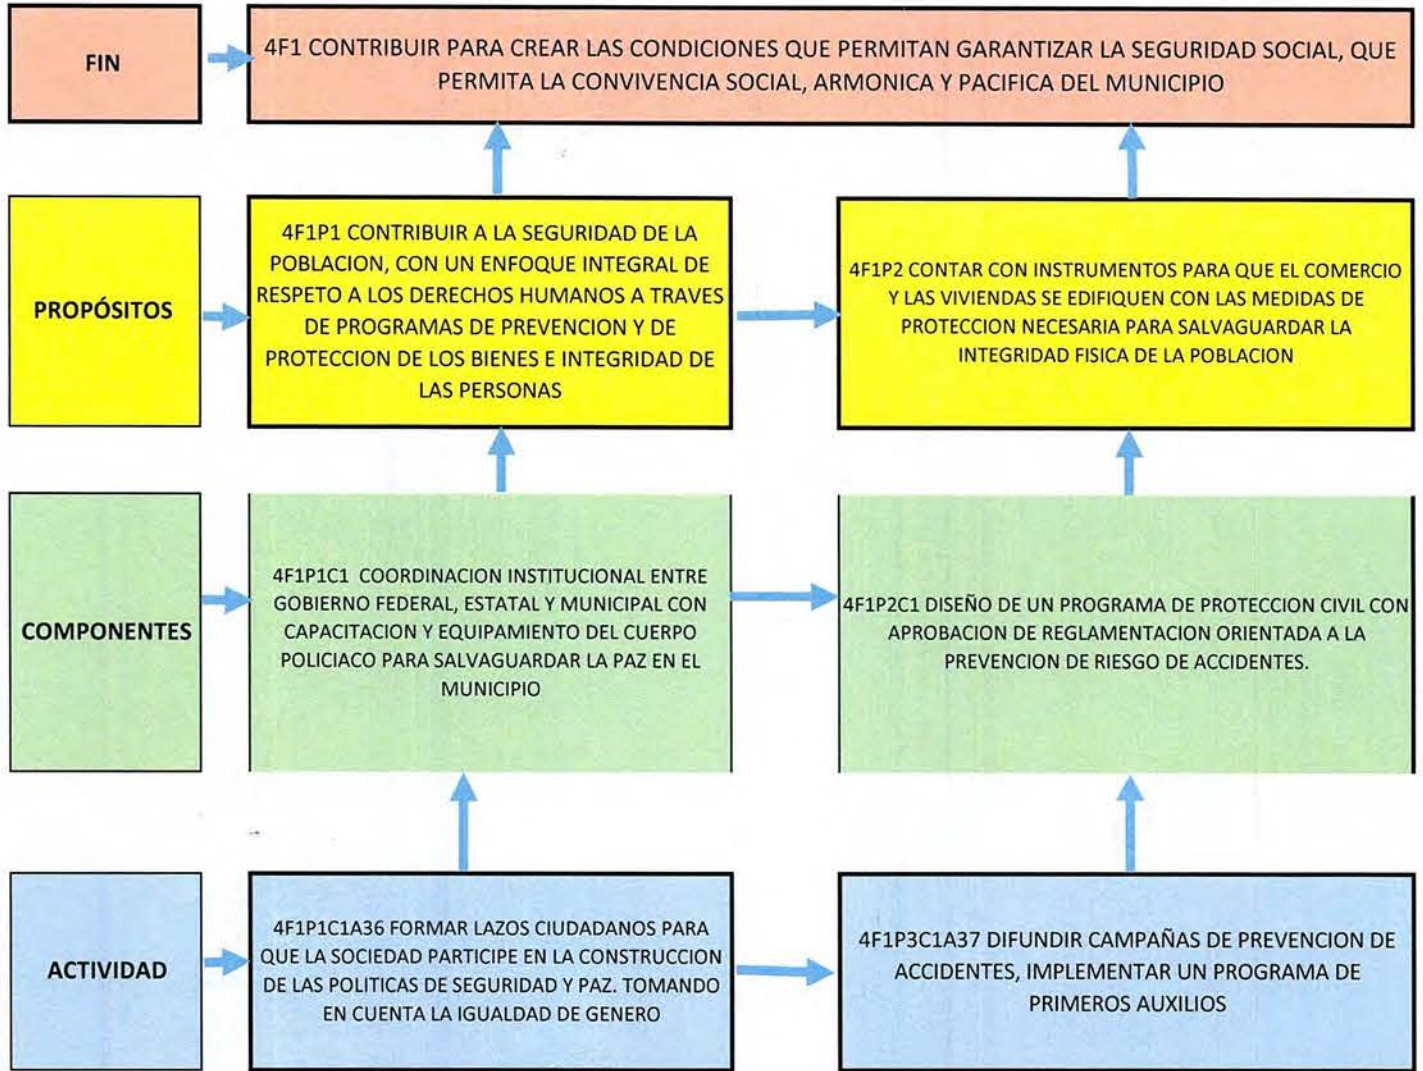 FIN
4F1 CONTRIBUIR PARA CREAR LAS CONDICIONES QUE PERMITAN GARANTIZAR LA SEGURIDAD SOCIAL, QUE
PERMITA LA CONVIVENCIA SOCIAL, ARMONICA Y PACIFICA DEL MUNICIPIO
PROPÓSITOS
4F1P1 CONTRIBUIR A LA SEGURIDAD DE LA
POBLACION, CON UN ENFOQUE INTEGRAL DE
RESPETO A LOS DERECHOS HUMANOS A TRAVES
DE PROGRAMAS DE PREVENCION Y DE
PROTECCION DE LOS BIENES E INTEGRIDAD DE
LAS PERSONAS
4F1P2 CONTAR CON INSTRUMENTOS PARA QUE EL COMERCIO
Y LAS VIVIENDAS SE EDIFIQUEN CON LAS MEDIDAS DE
PROTECCION NECESARIA PARA SALVAGUARDAR LA
INTEGRIDAD FISICA DE LA POBLACION
COMPONENTES
4F1P1C1 COORDINACION INSTITUCIONAL ENTRE
GOBIERNO FEDERAL, ESTATAL Y MUNICIPAL CON
CAPACITACION Y EQUIPAMIENTO DEL CUERPO
POLICIACO PARA SALVAGUARDAR LA PAZ EN EL
MUNICIPIO
4F1P2C1 DISEÑO DE UN PROGRAMA DE PROTECCION CIVIL CON
APROBACION DE REGLAMENTACION ORIENTADA A LA
PREVENCION DE RIESGO DE ACCIDENTES.
ACTIVIDAD
4F1P1C1A36 FORMAR LAZOS CIUDADANOS PARA
QUE LA SOCIEDAD PARTICIPE EN LA CONSTRUCCION
DE LAS POLITICAS DE SEGURIDAD Y PAZ. TOMANDO
EN CUENTA LA IGUALDAD DE GENERO
4F1P3C1A37 DIFUNDIR CAMPAÑAS DE PREVENCION DE
ACCIDENTES, IMPLEMENTAR UN PROGRAMA DE
PRIMEROS AUXILIOS